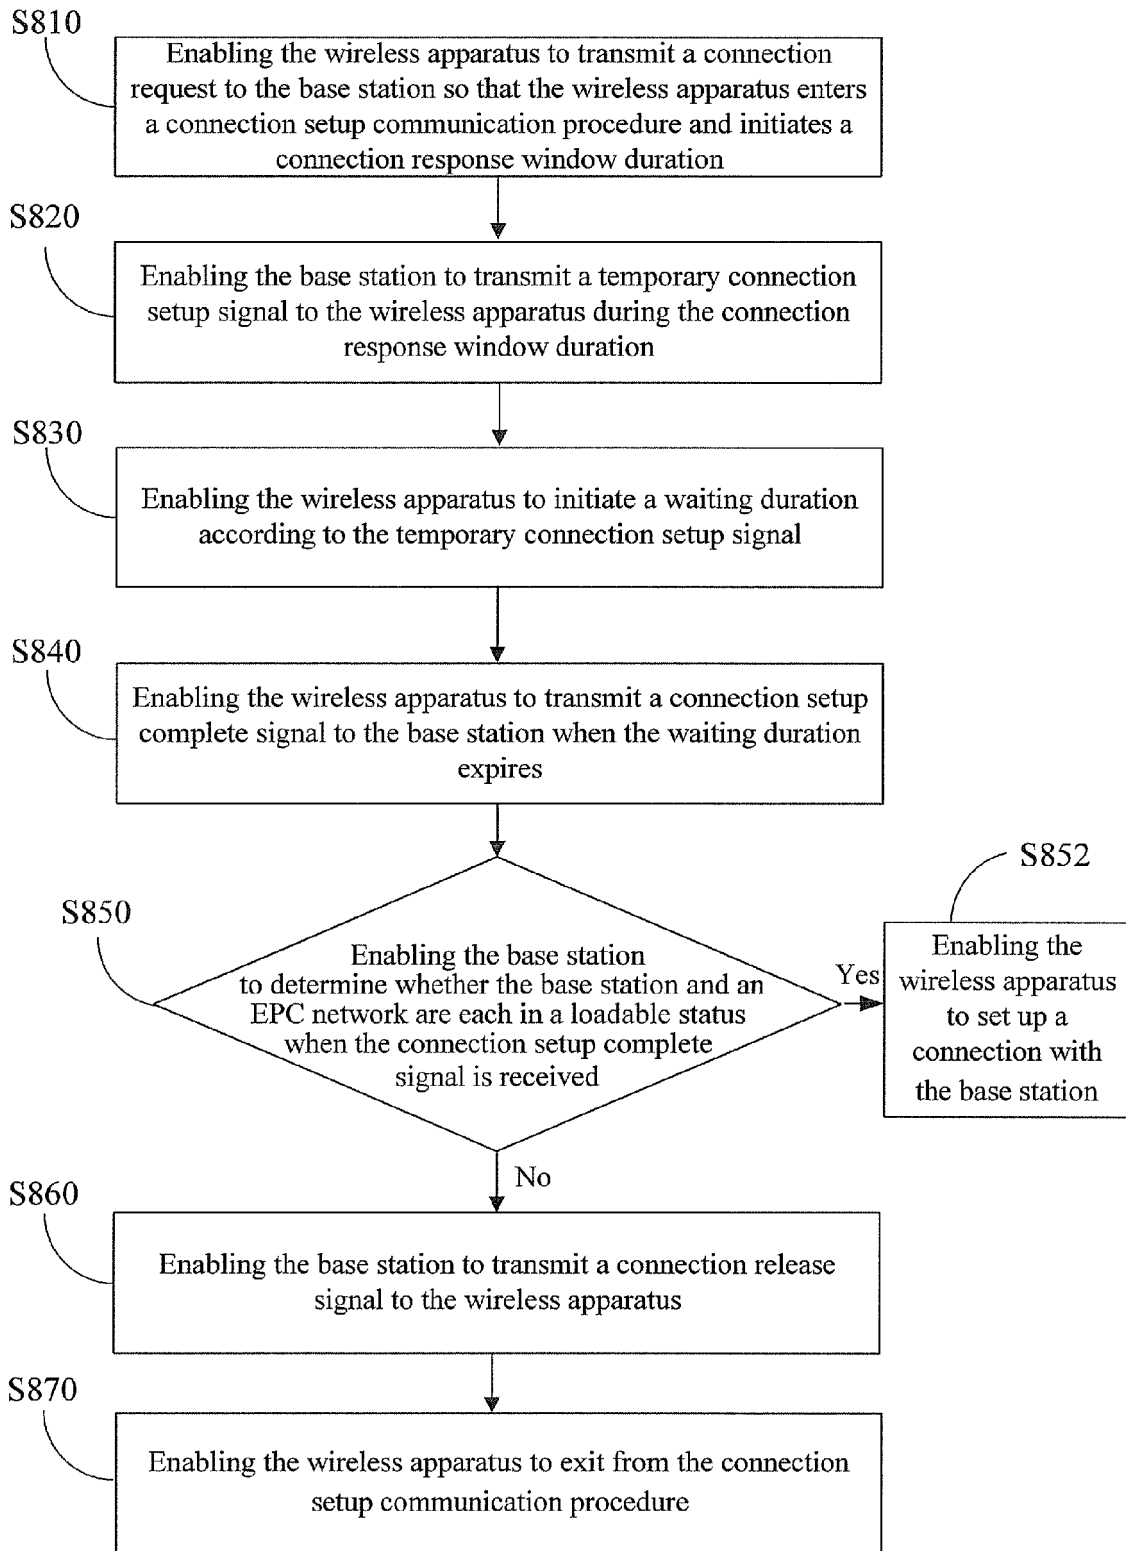 S810
Enabling the wireless apparatus to transmit a connection
request to the base station so that the wireless apparatus enters
a connection setup communication procedure and initiates a
connection response window duration
S820
Enabling the base station to transmit a temporary connection
setup signal to the wireless apparatus during the connection
response window duration
S830
Enabling the wireless apparatus to initiate a waiting duration
according to the temporary connection setup signal
S840
Enabling the wireless apparatus to transmit a connection setup
complete signal to the base station when the waiting duration
expires
S850
Enabling the base station
to determine whether the base station and an
EPC network are each in a loadable status
when the connection setup complete
signal is received
Yes
S852
Enabling the
wireless apparatus
to set up a
connection with
the base station
No
S860
Enabling the base station to transmit a connection release
signal to the wireless apparatus
S870
Enabling the wireless apparatus to exit from the connection
setup communication procedure